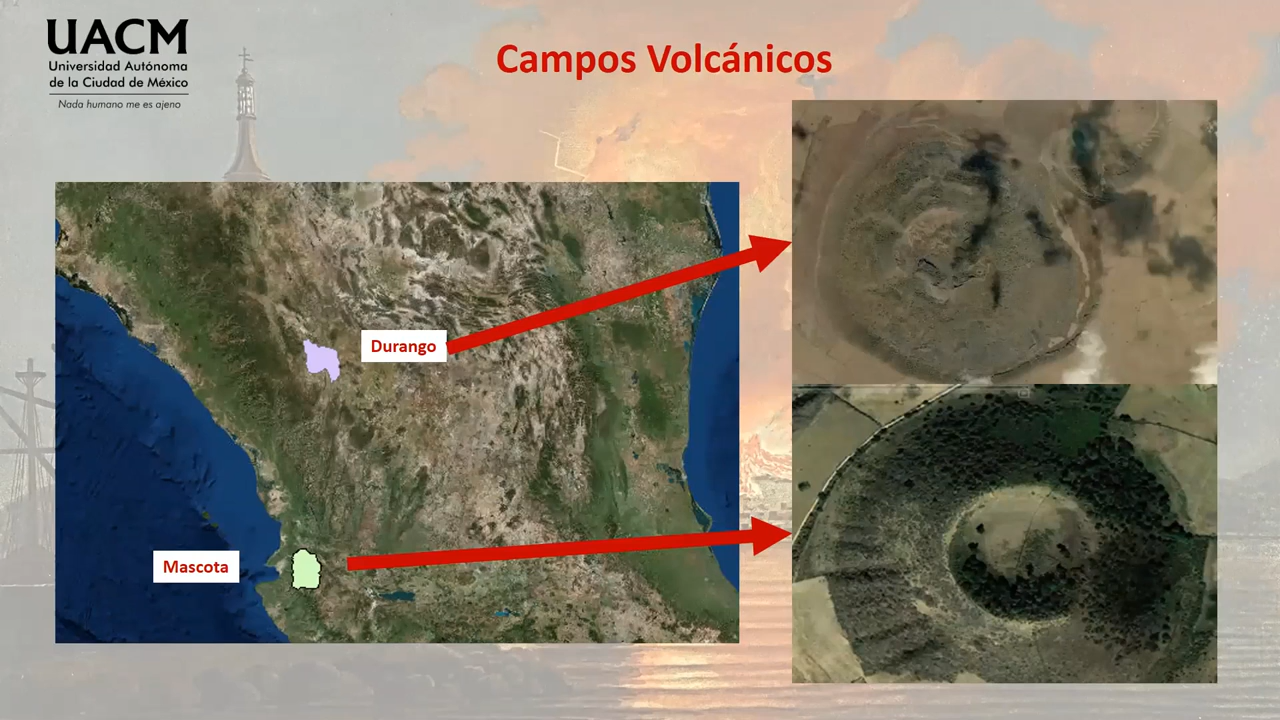 UACM
Universidad Autónoma
de la Ciudad de México
Nada humano me es ajeno
Campos Volcánicos
Durango
Mascota